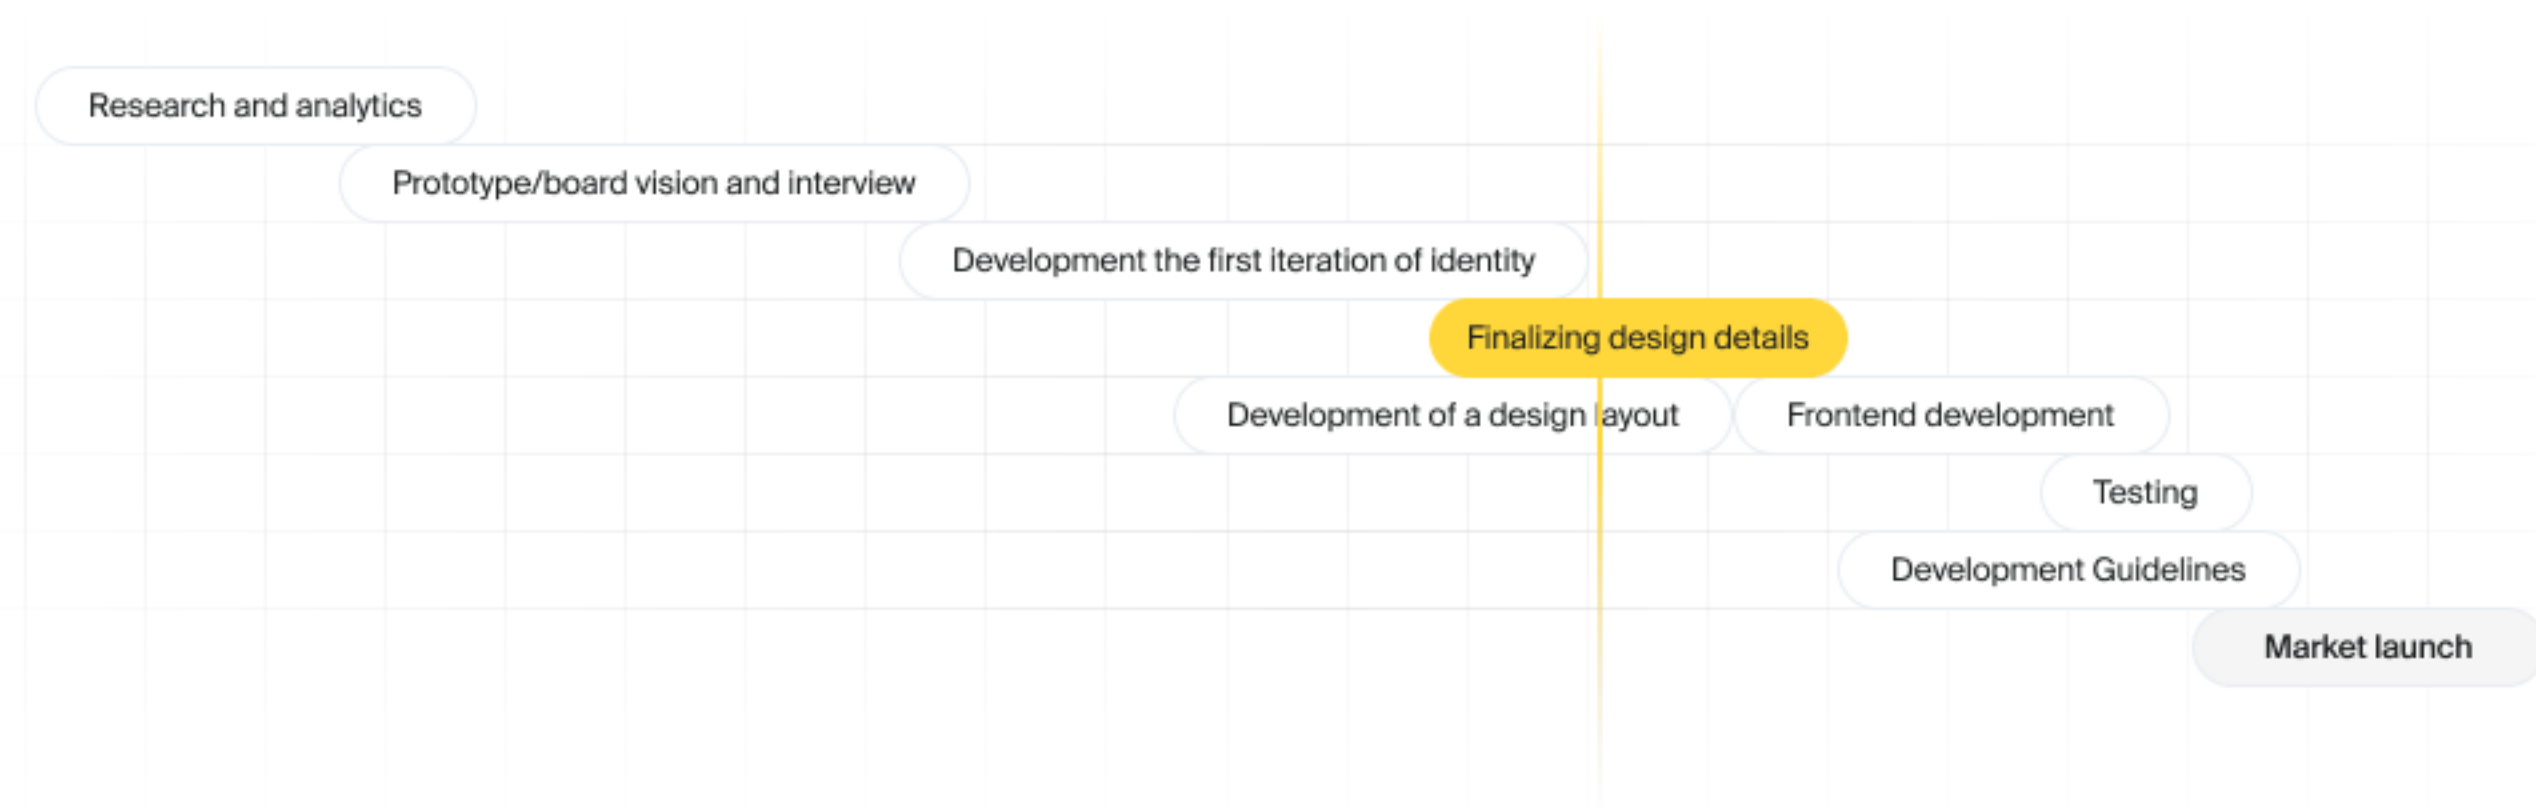 Research and analytics
Prototype/board vision and interview
Development the first iteration of identity
Finalizing design details
Development of a design layout
Frontend development
Testing
Development Guidelines
Market launch